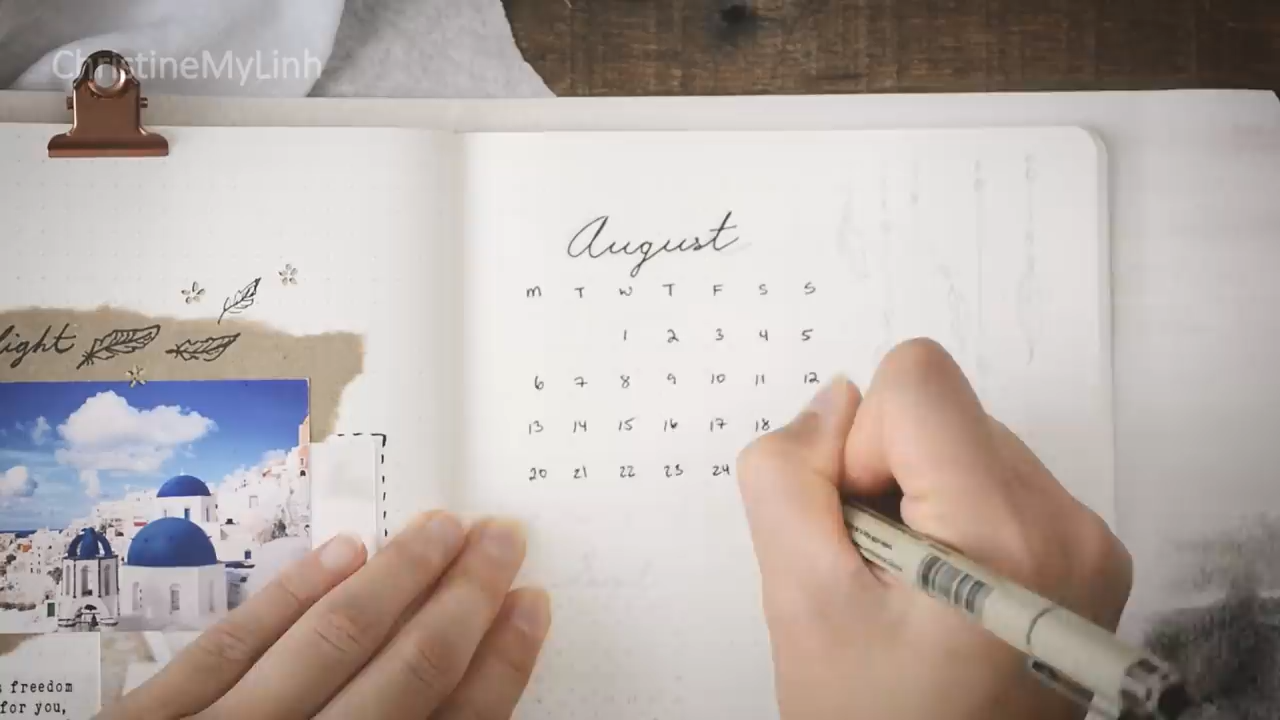 ChristineMyLinh
August
M T W T F S S
1 2 3 4 5
6 7 8 9 10 11 12
13 14 15 16 17 18
20 21 22 23 24
light
freedom
for you,